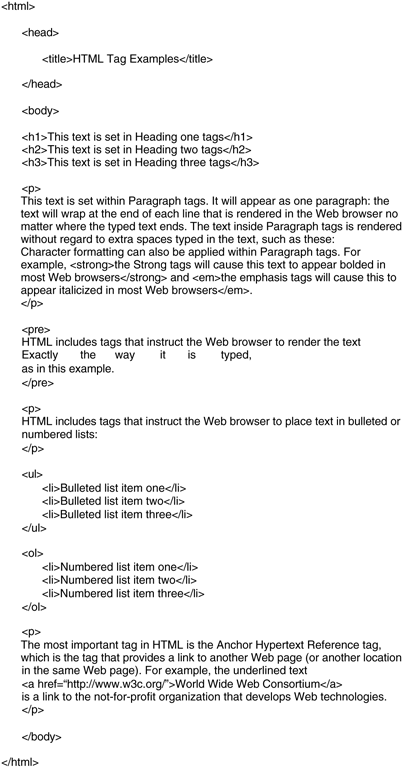 <html>
<head>
<title>HTML Tag Examples</title>
</head>
<body>
<h1>This text is set in Heading one tags</h1>
<h2>This text is set in Heading two tags</h2>
<h3>This text is set in Heading three tags</h3>
<p>
This text is set within Paragraph tags. It will appear as one paragraph: the
text will wrap at the end of each line that is rendered in the Web browser no
matter where the typed text ends. The text inside Paragraph tags is rendered
without regard to extra spaces typed in the text, such as these:
Character formatting can also be applied within Paragraph tags. For
example, <strong>the Strong tags will cause this text to appear bolded in
most Web browsers</strong> and <em>the emphasis tags will cause this to
appear italicized in most Web browsers</em>.
</p>
<pre>
HTML includes tags that instruct the Web browser to render the text
Exactly the way it is typed,
as in this example.
</pre>
<p>
HTML includes tags that instruct the Web browser to place text in bulleted or
numbered lists:
</p>
<ul>
<li>Bulleted list item one</li>
<li>Bulleted list item two</li>
<li>Bulleted list item three</li>
</ul>
<ol>
<li>Numbered list item one</li>
<li>Numbered list item two</li>
<li>Numbered list item three</li>
</ol>
<p>
The most important tag in HTML is the Anchor Hypertext Reference tag,
which is the tag that provides a link to another Web page (or another location
in the same Web page). For example, the underlined text
<a href=“http://www.w3c.org/”>World Wide Web Consortium</a>
is a link to the not-for-profit organization that develops Web technologies.
</p>
</body>
</html>